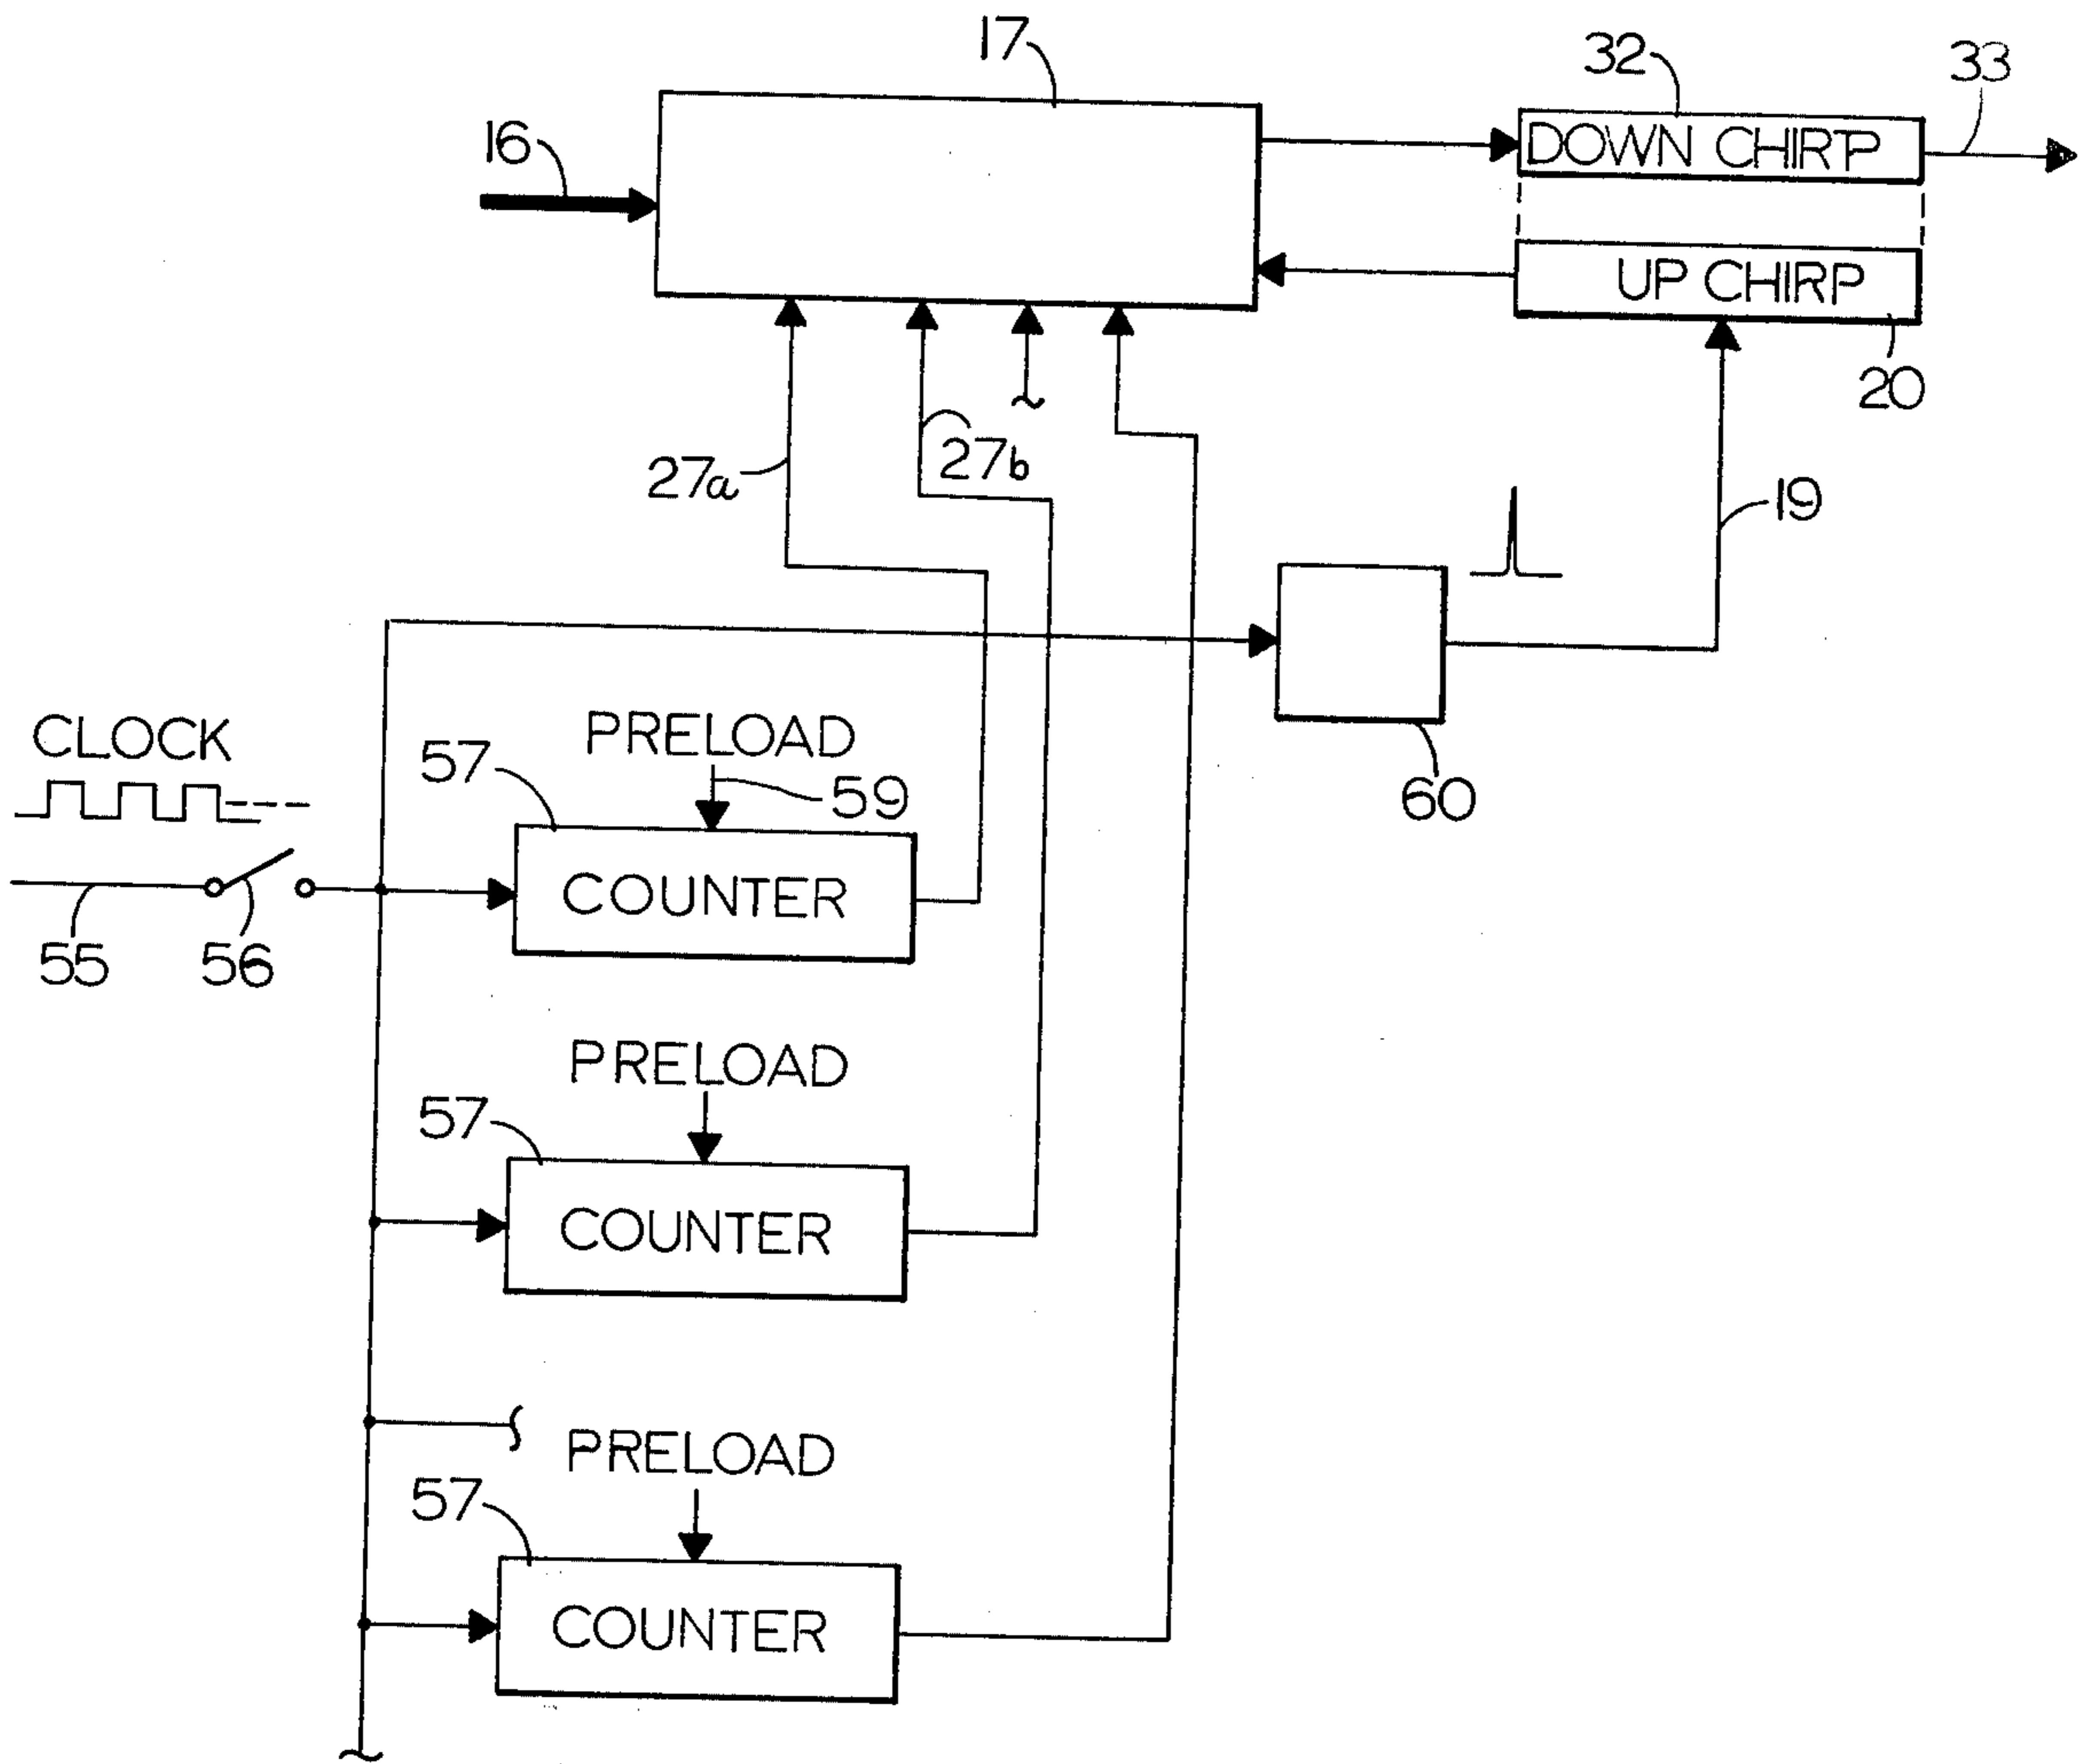 17
32
33
16
DOWN CHIRP
UP CHIRP
20
27a
27b
19
CLOCK
PRELOAD
57
59
60
COUNTER
55
56
PRELOAD
57
COUNTER
PRELOAD
57
COUNTER